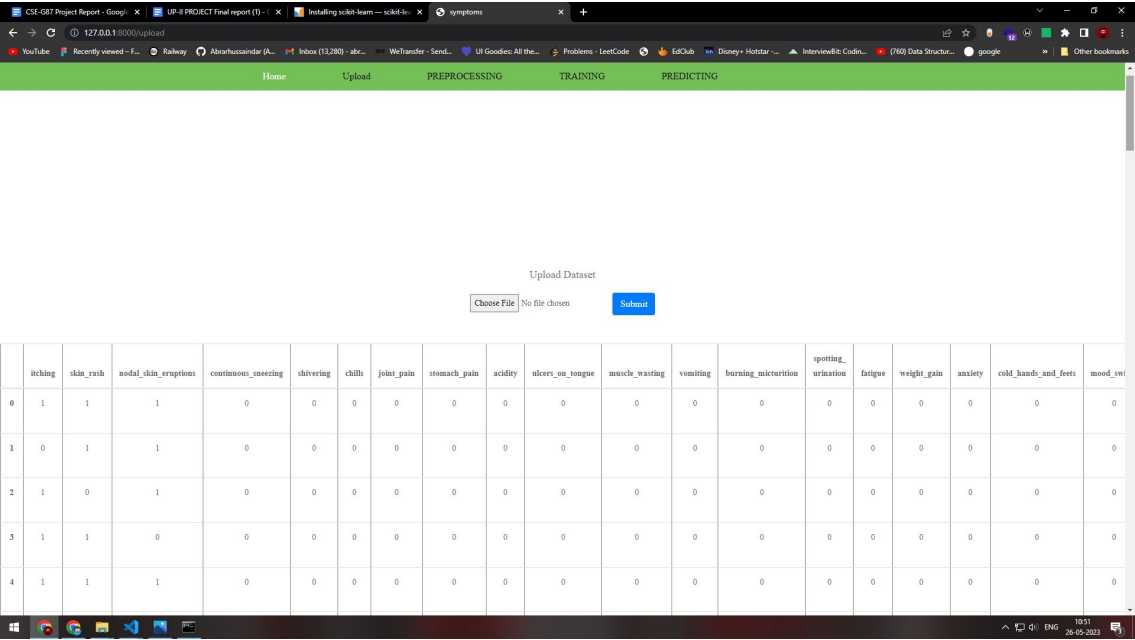 CSE-G87 Project Report - Google
UP-II PROJECT Final report (1) - G
Installing scikit-learn — scikit-lea
symptoms
127.0.0.1:8000/upload
12
YouTube
Recently viewed – F...
Railway
Abrarhussaindar (A...
Inbox (13,280) - abr...
WeTransfer - Send...
UI Goodies: All the...
Problems - LeetCode
EdClub
Disney+ Hotstar -...
InterviewBit: Codin...
(760) Data Structur...
google
»
Other bookmarks
Home Upload PREPROCESSING TRAINING PREDICTING
Upload Dataset
Choose File No file chosen Submit
itching skin_rash nodal_skin_eruptions continuous_sneezing shivering chills joint_pain stomach_pain acidity ulcers_on_tongue muscle_wasting vomiting burning_micturition spotting_ urination fatigue weight_gain anxiety cold_hands_and_feets mood_swi
0 1 1 1 0 0 0 0 0 0 0 0 0 0 0 0 0 0 0 0
1 0 1 1 0 0 0 0 0 0 0 0 0 0 0 0 0 0 0 0
2 1 0 1 0 0 0 0 0 0 0 0 0 0 0 0 0 0 0 0
3 1 1 0 0 0 0 0 0 0 0 0 0 0 0 0 0 0 0 0
4 1 1 1 0 0 0 0 0 0 0 0 0 0 0 0 0 0 0 0
ENG
10:51
26-05-2023
3